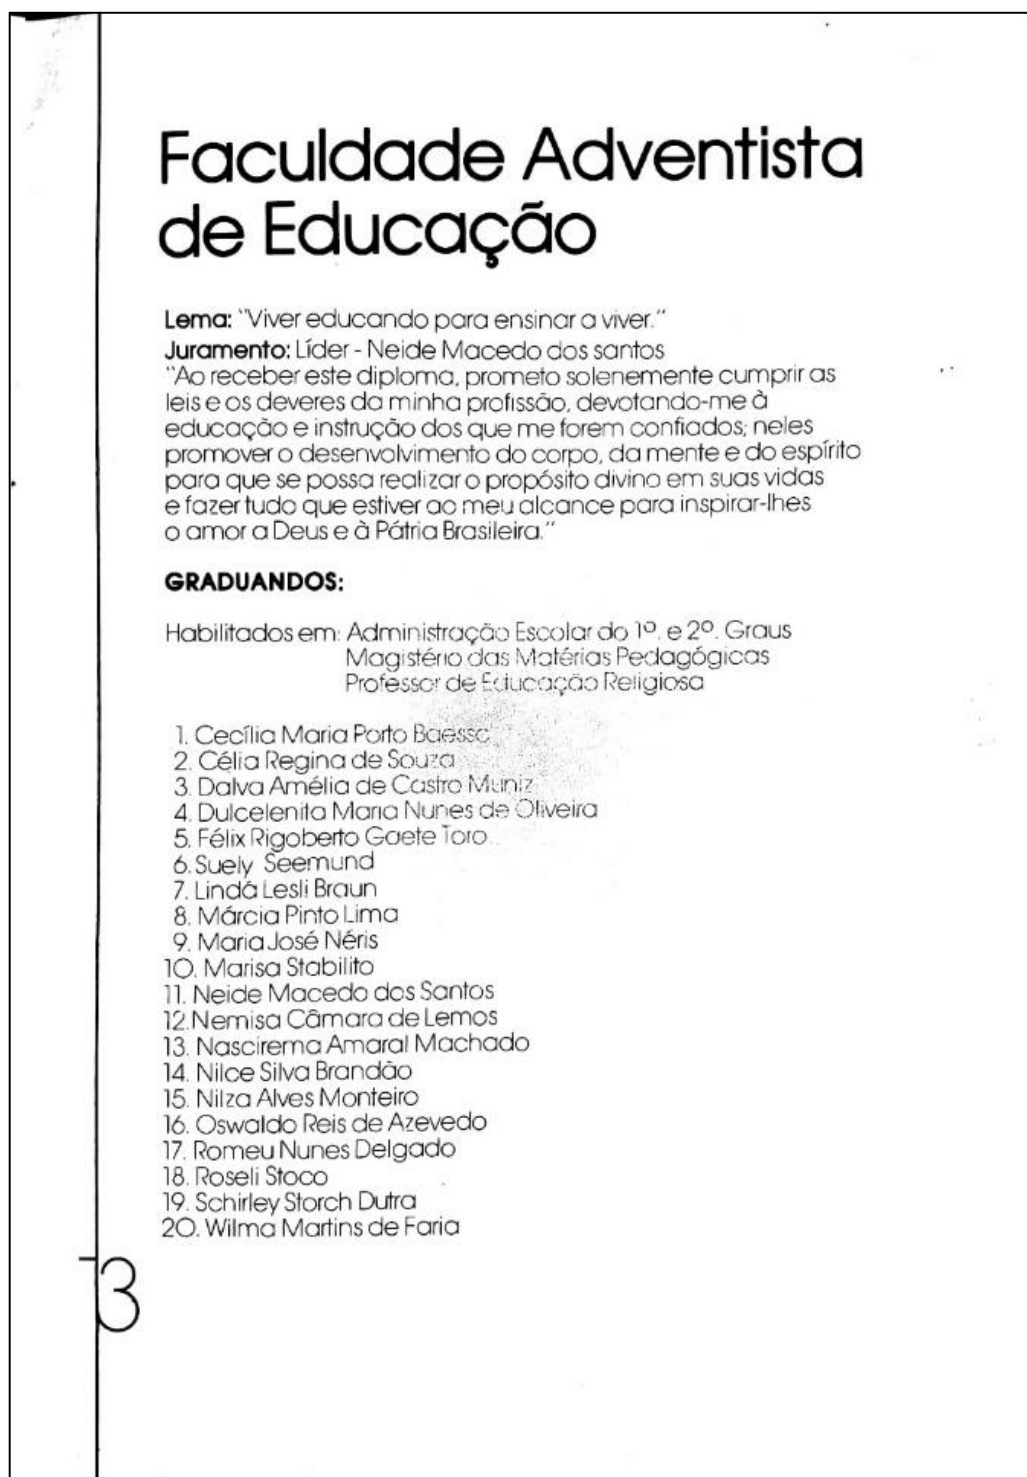 Faculdade Adventista
de Educação
Lema: "Viver educando para ensinar a viver."
Juramento: Líder - Neide Macedo dos santos
"Ao receber este diploma, prometo solenemente cumprir as
leis e os deveres da minha profissão, devotando-me à
educação e instrução dos que me forem confiados; neles
promover o desenvolvimento do corpo, da mente e do espírito
para que se possa realizar o propósito divino em suas vidas
e fazer tudo que estiver ao meu alcance para inspirar-lhes
o amor a Deus e à Pátria Brasileira."
GRADUANDOS:
Habilitados em: Administração Escolar do 1º. e 2º. Graus
Magistério das Matérias Pedagógicas
Professor de Educação Religiosa
1. Cecília Maria Porto Baessa
2. Célia Regina de Souza
3. Dalva Amélia de Castro Muniz
4. Dulcelenita Maria Nunes de Oliveira
5. Félix Rigoberto Gaete Toro
6. Suely Seemund
7. Lindá Lesli Braun
8. Márcia Pinto Lima
9. Maria José Néris
10. Marisa Stabilito
11. Neide Macedo dos Santos
12. Nemisa Câmara de Lemos
13. Nascirema Amaral Machado
14. Nilce Silva Brandão
15. Nilza Alves Monteiro
16. Oswaldo Reis de Azevedo
17. Romeu Nunes Delgado
18. Roseli Stoco
19. Schirley Storch Dutra
20. Wilma Martins de Faria
13